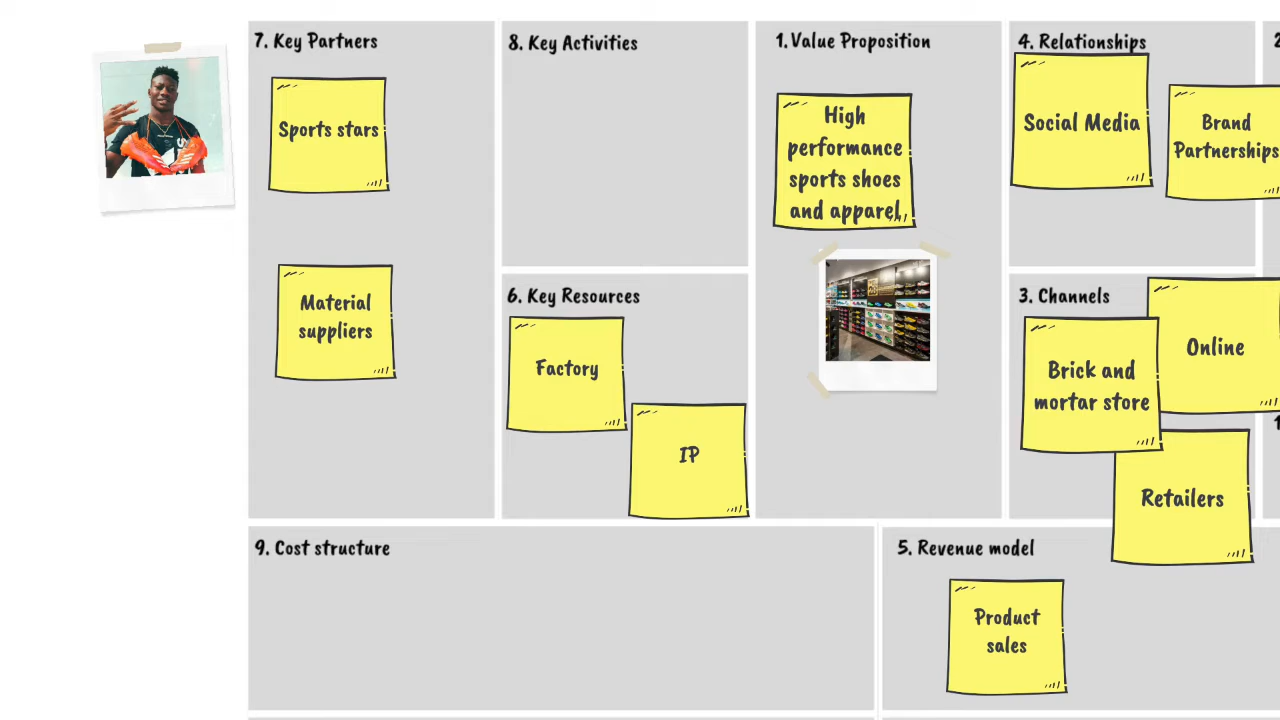 7. Key Partners
Sports stars
Material
suppliers
8. Key Activities
6. Key Resources
Factory
IP
1. Value Proposition
High
performance
sports shoes
and apparel
4. Relationships
Social Media
Brand
Partnerships
3. Channels
Online
Brick and
mortar store
Retailers
9. Cost structure
5. Revenue model
Product
sales